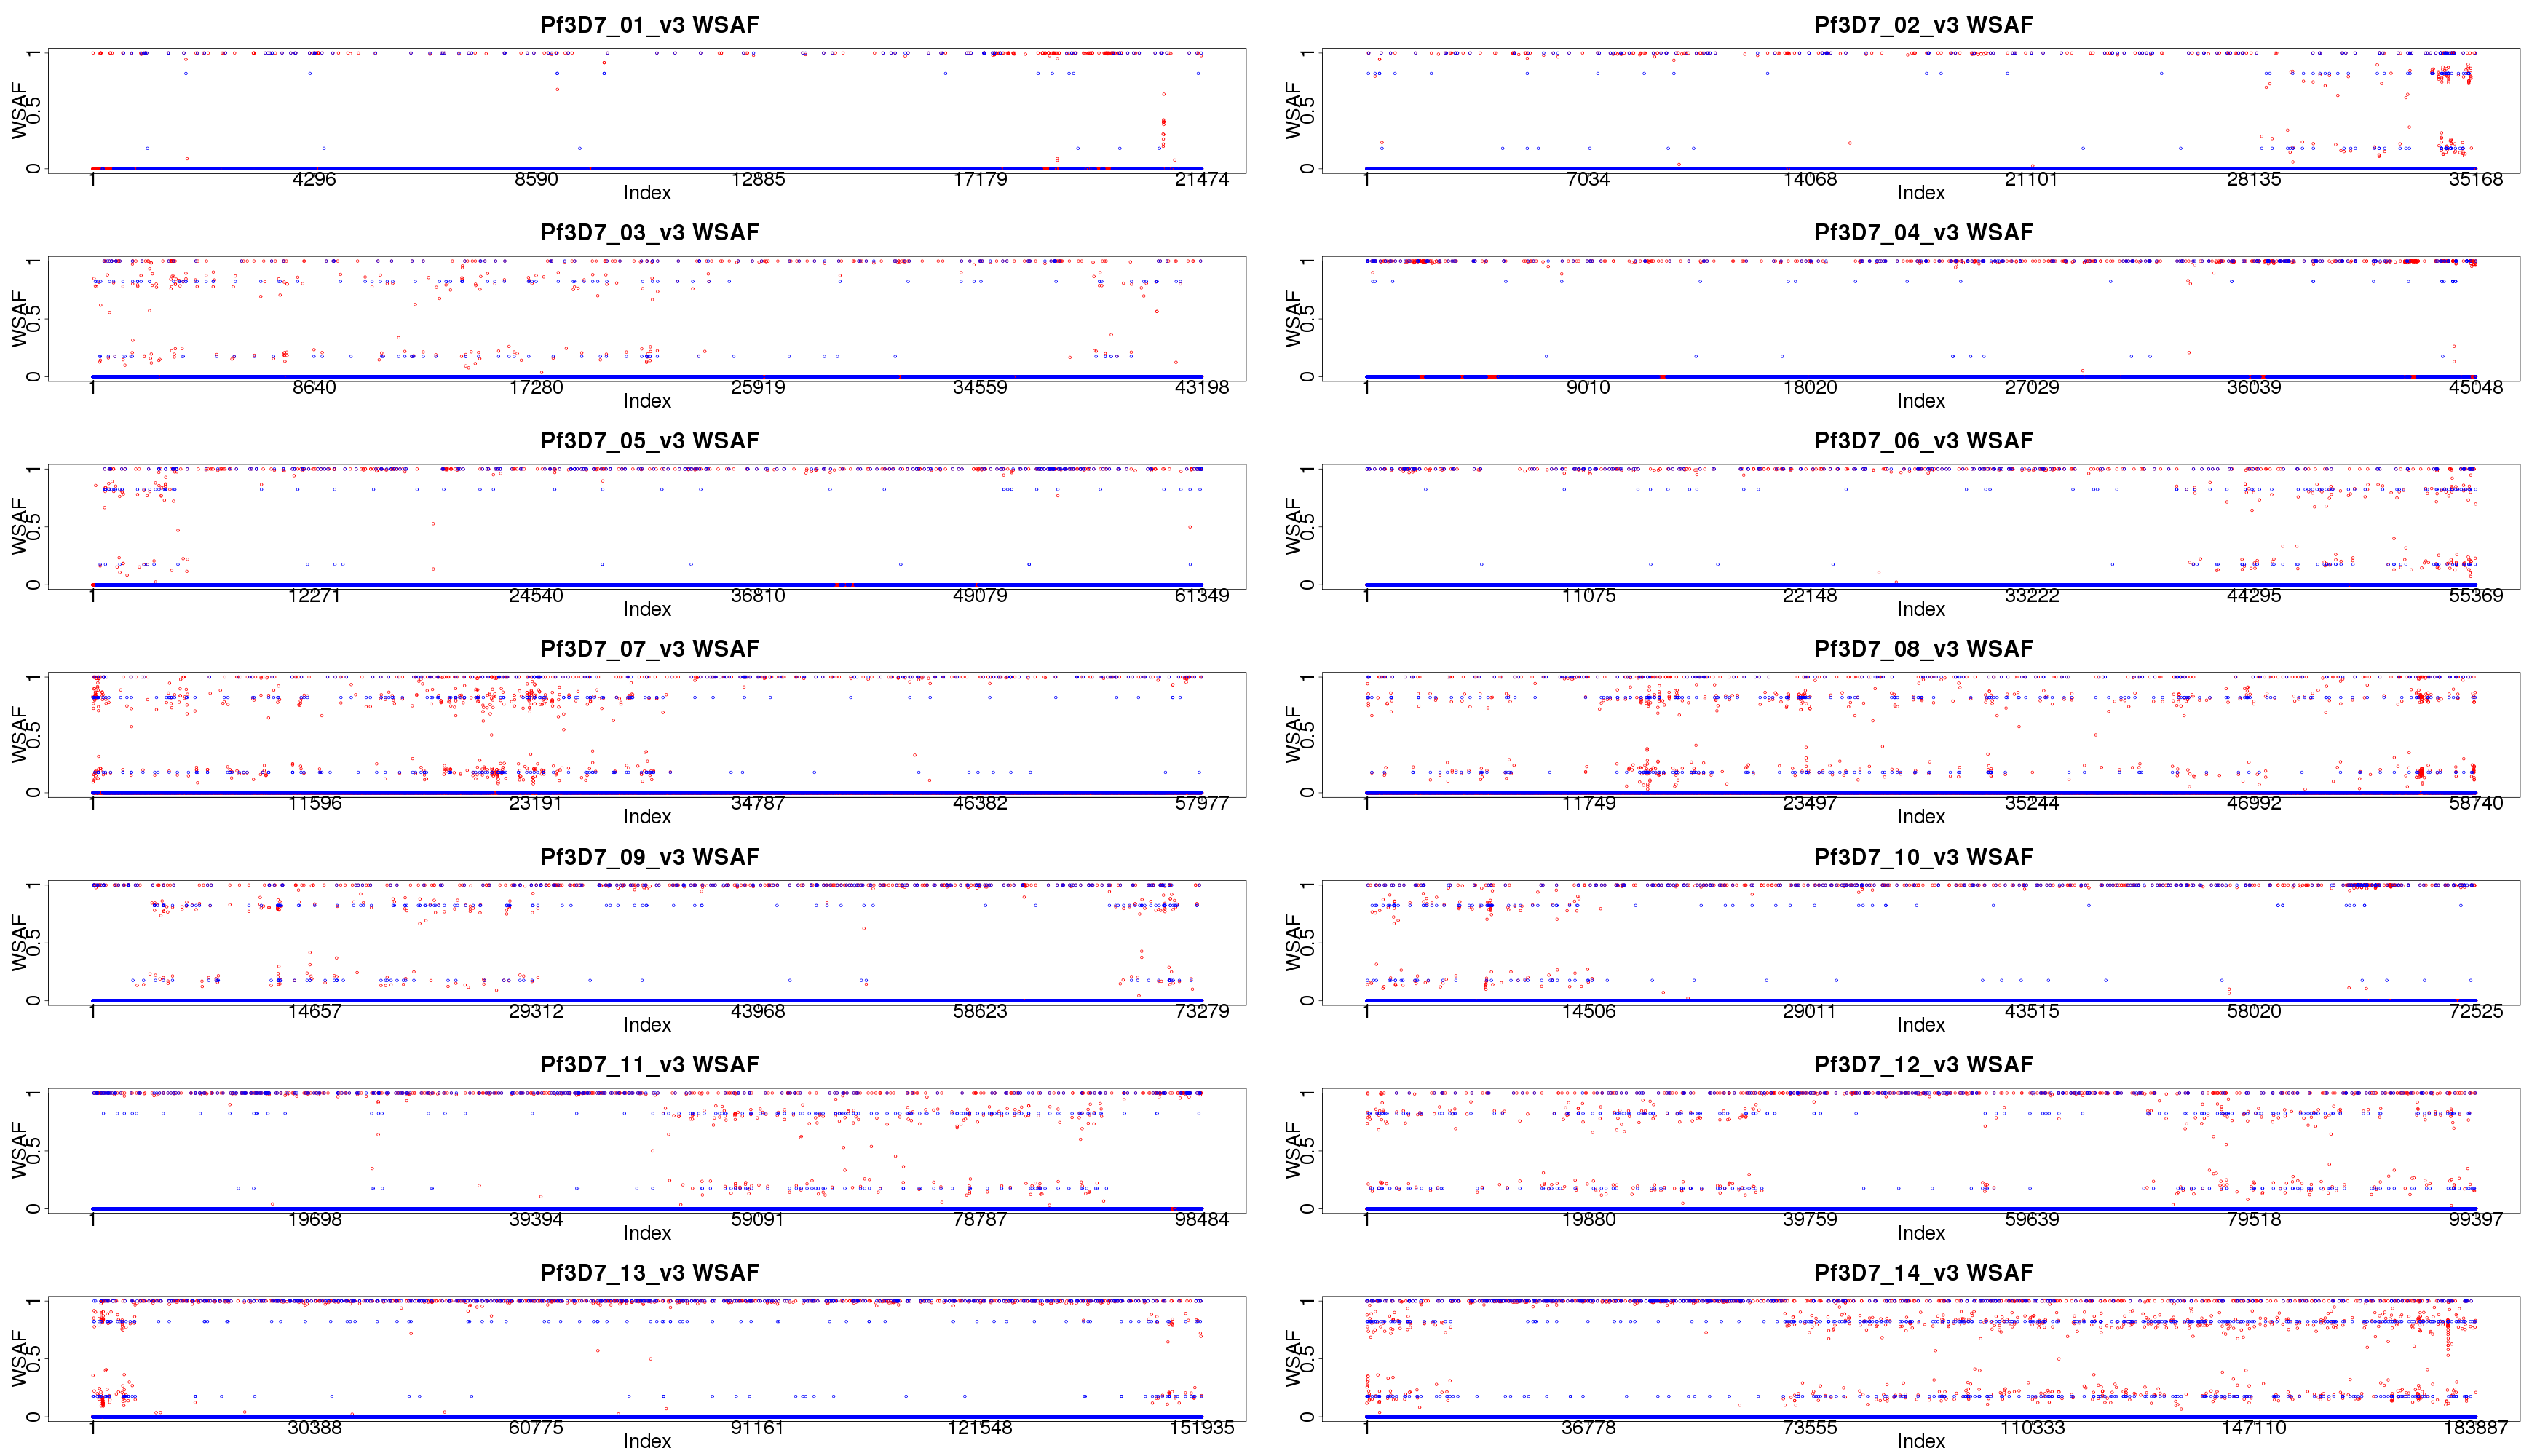 Pf3D7_01_v3 WSAF
WSAF
0 0.5 1
1 4296 8590 12885 17179 21474
Index
Pf3D7_02_v3 WSAF
WSAF
0 0.5 1
1 7034 14068 21101 28135 35168
Index
Pf3D7_03_v3 WSAF
WSAF
0 0.5 1
1 8640 17280 25919 34559 43198
Index
Pf3D7_04_v3 WSAF
WSAF
0 0.5 1
1 9010 18020 27029 36039 45048
Index
Pf3D7_05_v3 WSAF
WSAF
0 0.5 1
1 12271 24540 36810 49079 61349
Index
Pf3D7_06_v3 WSAF
WSAF
0 0.5 1
1 11075 22148 33222 44295 55369
Index
Pf3D7_07_v3 WSAF
WSAF
0 0.5 1
1 11596 23191 34787 46382 57977
Index
Pf3D7_08_v3 WSAF
WSAF
0 0.5 1
1 11749 23497 35244 46992 58740
Index
Pf3D7_09_v3 WSAF
WSAF
0 0.5 1
1 14657 29312 43968 58623 73279
Index
Pf3D7_10_v3 WSAF
WSAF
0 0.5 1
1 14506 29011 43515 58020 72525
Index
Pf3D7_11_v3 WSAF
WSAF
0 0.5 1
1 19698 39394 59091 78787 98484
Index
Pf3D7_12_v3 WSAF
WSAF
0 0.5 1
1 19880 39759 59639 79518 99397
Index
Pf3D7_13_v3 WSAF
WSAF
0 0.5 1
1 30388 60775 91161 121548 151935
Index
Pf3D7_14_v3 WSAF
WSAF
0 0.5 1
1 36778 73555 110333 147110 183887
Index